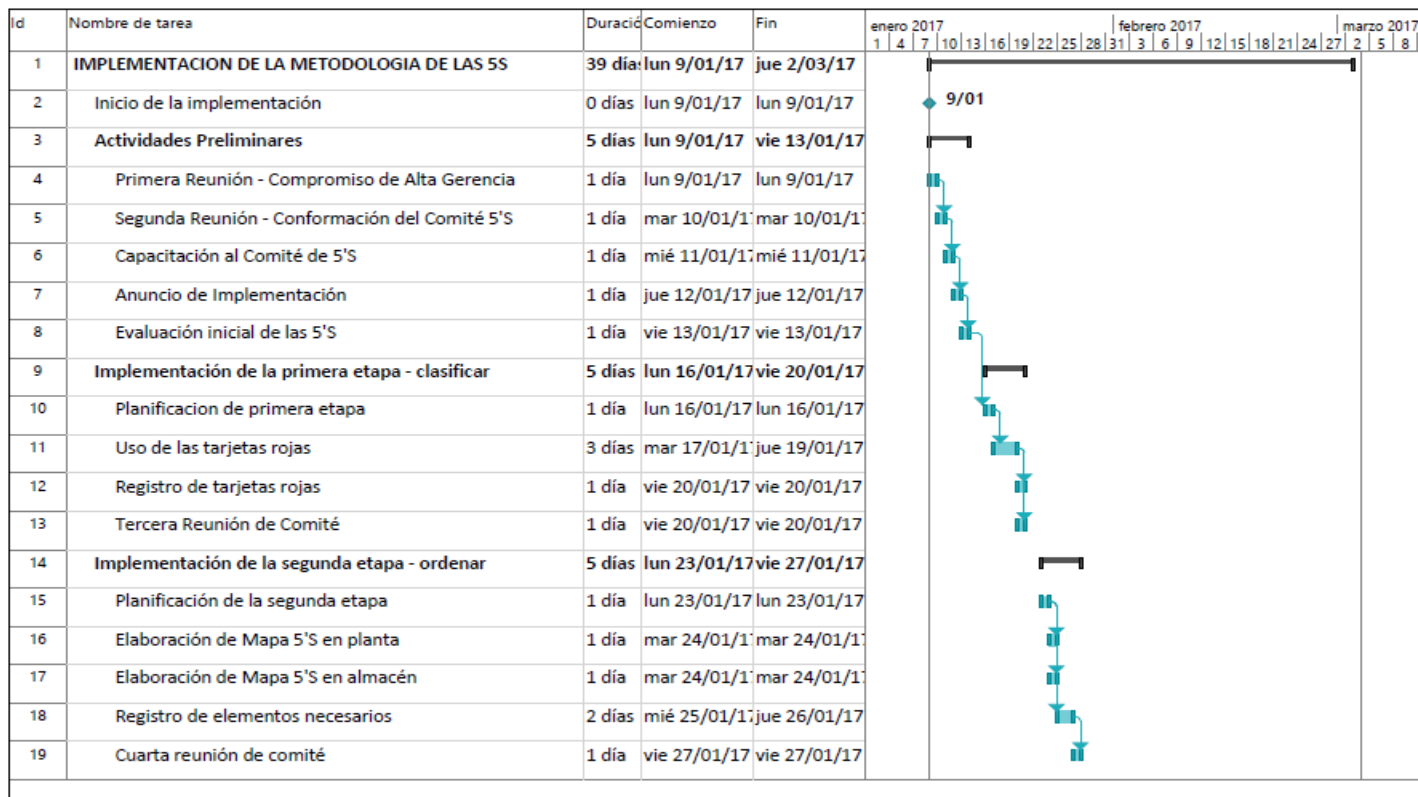 Id Nombre de tarea Duració Comienzo Fin enero 2017 febrero 2017 marzo 2017
1 4 7 10 13 16 19 22 25 28 31 3 6 9 12 15 18 21 24 27 2 5 8
1 IMPLEMENTACION DE LA METODOLOGIA DE LAS 5S 39 días lun 9/01/17 jue 2/03/17
2 Inicio de la implementación 0 días lun 9/01/17 lun 9/01/17 9/01
3 Actividades Preliminares 5 días lun 9/01/17 vie 13/01/17
4 Primera Reunión - Compromiso de Alta Gerencia 1 día lun 9/01/17 lun 9/01/17
5 Segunda Reunión - Conformación del Comité 5'S 1 día mar 10/01/1 mar 10/01/1
6 Capacitación al Comité de 5'S 1 día mié 11/01/17 mié 11/01/17
7 Anuncio de Implementación 1 día jue 12/01/17 jue 12/01/17
8 Evaluación inicial de las 5'S 1 día vie 13/01/17 vie 13/01/17
9 Implementación de la primera etapa - clasificar 5 días lun 16/01/17 vie 20/01/17
10 Planificacion de primera etapa 1 día lun 16/01/17 lun 16/01/17
11 Uso de las tarjetas rojas 3 días mar 17/01/1 jue 19/01/17
12 Registro de tarjetas rojas 1 día vie 20/01/17 vie 20/01/17
13 Tercera Reunión de Comité 1 día vie 20/01/17 vie 20/01/17
14 Implementación de la segunda etapa - ordenar 5 días lun 23/01/17 vie 27/01/17
15 Planificación de la segunda etapa 1 día lun 23/01/17 lun 23/01/17
16 Elaboración de Mapa 5'S en planta 1 día mar 24/01/1 mar 24/01/1
17 Elaboración de Mapa 5'S en almacén 1 día mar 24/01/1 mar 24/01/1
18 Registro de elementos necesarios 2 días mié 25/01/17 jue 26/01/17
19 Cuarta reunión de comité 1 día vie 27/01/17 vie 27/01/17